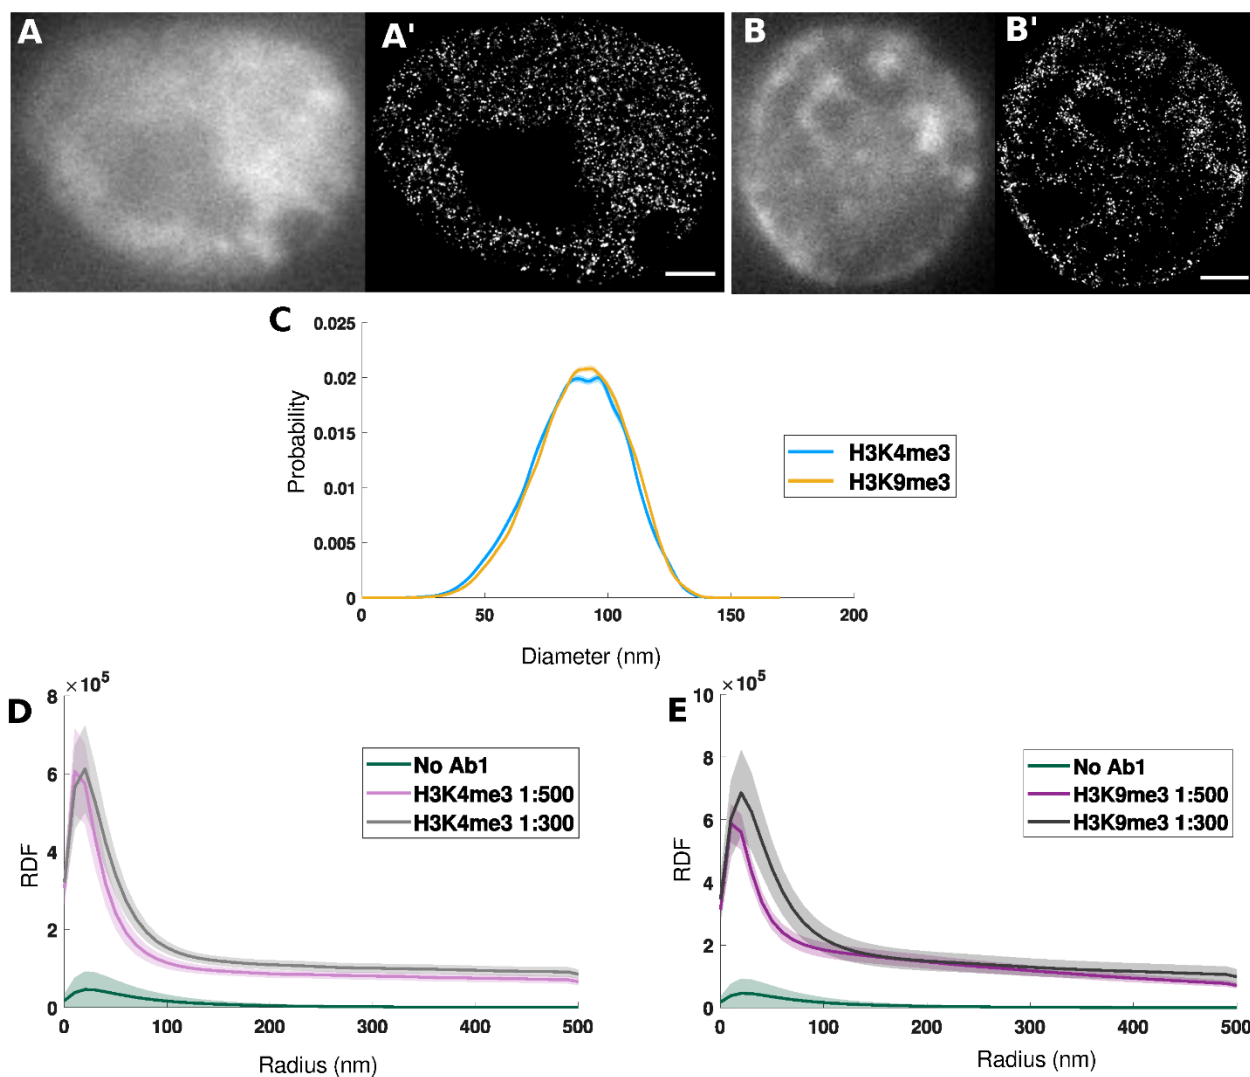 A
A'
B
B'
C
0.025
0.02
0.015
0.01
0.005
0
Probability
0 50 100 150 200
Diameter (nm)
H3K4me3
H3K9me3
D
8 ×10⁵
6
4
2
0
RDF
0 100 200 300 400 500
Radius (nm)
No Ab1
H3K4me3 1:500
H3K4me3 1:300
E
10 ×10⁵
8
6
4
2
0
RDF
0 100 200 300 400 500
Radius (nm)
No Ab1
H3K9me3 1:500
H3K9me3 1:300